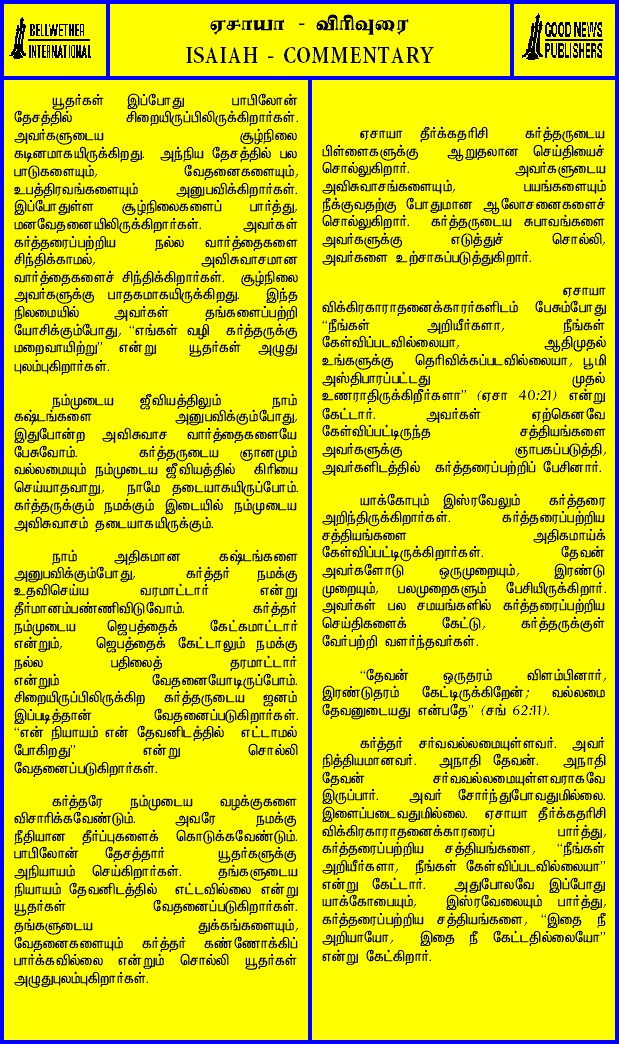 BELLWETHER
INTERNATIONAL
ஏசாயா - விரிவுரை
ISAIAH - COMMENTARY
GOOD NEWS
PUBLISHERS
யூதர்கள் இப்போது பாபிலோன்
தேசத்தில் சிறையிருப்பிலிருக்கிறார்கள்.
அவர்களுடைய சூழ்நிலை
கடினமாகயிருக்கிறது. அந்நிய தேசத்தில் பல
பாடுகளையும், வேதனைகளையும்,
உபத்திரவங்களையும் அனுபவிக்கிறார்கள்.
இப்போதுள்ள சூழ்நிலைகளைப் பார்த்து,
மனவேதனையிலிருக்கிறார்கள். அவர்கள்
கர்த்தரைப்பற்றிய நல்ல வார்த்தைகளை
சிந்திக்காமல், அவிசுவாசமான
வார்த்தைகளைச் சிந்திக்கிறார்கள். சூழ்நிலை
அவர்களுக்கு பாதகமாகயிருக்கிறது. இந்த
நிலமையில் அவர்கள் தங்களைப்பற்றி
யோசிக்கும்போது, “எங்கள் வழி கர்த்தருக்கு
மறைவாயிற்று” என்று யூதர்கள் அழுது
புலம்புகிறார்கள்.
நம்முடைய ஜீவியத்திலும் நாம்
கஷ்டங்களை அனுபவிக்கும்போது,
இதுபோன்ற அவிசுவாச வார்த்தைகளையே
பேசுவோம். கர்த்தருடைய ஞானமும்
வல்லமையும் நம்முடைய ஜீவியத்தில் கிரியை
செய்யாதவாறு, நாமே தடையாகயிருப்போம்.
கர்த்தருக்கும் நமக்கும் இடையில் நம்முடைய
அவிசுவாசம் தடையாகயிருக்கும்.
நாம் அதிகமான கஷ்டங்களை
அனுபவிக்கும்போது, கர்த்தர் நமக்கு
உதவிசெய்ய வரமாட்டார் என்று
தீர்மானம்பண்ணிவிடுவோம். கர்த்தர்
நம்முடைய ஜெபத்தைக் கேட்கமாட்டார்
என்றும், ஜெபத்தைக் கேட்டாலும் நமக்கு
நல்ல பதிலைத் தரமாட்டார்
என்றும் வேதனையோடிருப்போம்.
சிறையிருப்பிலிருக்கிற கர்த்தருடைய ஜனம்
இப்படித்தான் வேதனைப்படுகிறார்கள்.
“என் நியாயம் என் தேவனிடத்தில் எட்டாமல்
போகிறது” என்று சொல்லி
வேதனைப்படுகிறார்கள்.
கர்த்தரே நம்முடைய வழக்குகளை
விசாரிக்கவேண்டும். அவரே நமக்கு
நீதியான தீர்ப்புகளைக் கொடுக்கவேண்டும்.
பாபிலோன் தேசத்தார் யூதர்களுக்கு
அநியாயம் செய்கிறார்கள். தங்களுடைய
நியாயம் தேவனிடத்தில் எட்டவில்லை என்று
யூதர்கள் வேதனைப்படுகிறார்கள்.
தங்களுடைய துக்கங்களையும்,
வேதனைகளையும் கர்த்தர் கண்ணோக்கிப்
பார்க்கவில்லை என்றும் சொல்லி யூதர்கள்
அழுதுபுலம்புகிறார்கள்.
ஏசாயா தீர்க்கதரிசி கர்த்தருடைய
பிள்ளைகளுக்கு ஆறுதலான செய்தியைச்
சொல்லுகிறார். அவர்களுடைய
அவிசுவாசங்களையும், பயங்களையும்
நீக்குவதற்கு போதுமான ஆலோசனைகளைச்
சொல்லுகிறார். கர்த்தருடைய சுபாவங்களை
அவர்களுக்கு எடுத்துச் சொல்லி,
அவர்களை உற்சாகப்படுத்துகிறார்.
ஏசாயா
விக்கிரகாராதனைக்காரர்களிடம் பேசும்போது
“நீங்கள் அறியீர்களா, நீங்கள்
கேள்விப்படவில்லையா, ஆதிமுதல்
உங்களுக்கு தெரிவிக்கப்படவில்லையா, பூமி
அஸ்திபாரப்பட்டது முதல்
உணராதிருக்கிறீர்களா” (ஏசா 40:21) என்று
கேட்டார். அவர்கள் ஏற்கெனவே
கேள்விப்பட்டிருந்த சத்தியங்களை
அவர்களுக்கு ஞாபகப்படுத்தி,
அவர்களிடத்தில் கர்த்தரைப்பற்றிப் பேசினார்.
யாக்கோபும் இஸ்ரவேலும் கர்த்தரை
அறிந்திருக்கிறார்கள். கர்த்தரைப்பற்றிய
சத்தியங்களை அதிகமாய்க்
கேள்விப்பட்டிருக்கிறார்கள். தேவன்
அவர்களோடு ஒருமுறையும், இரண்டு
முறையும், பலமுறைகளும் பேசியிருக்கிறார்.
அவர்கள் பல சமயங்களில் கர்த்தரைப்பற்றிய
செய்திகளைக் கேட்டு, கர்த்தருக்குள்
வேர்பற்றி வளர்ந்தவர்கள்.
“தேவன் ஒருதரம் விளம்பினார்,
இரண்டுதரம் கேட்டிருக்கிறேன்; வல்லமை
தேவனுடையது என்பதே” (சங் 62:11).
கர்த்தர் சர்வவல்லமையுள்ளவர். அவர்
நித்தியமானவர். அநாதி தேவன். அநாதி
தேவன் சர்வவல்லமையுள்ளவராகவே
இருப்பார். அவர் சோர்ந்துபோவதுமில்லை.
இளைப்படைவதுமில்லை. ஏசாயா தீர்க்கதரிசி
விக்கிரகாராதனைக்காரரைப் பார்த்து,
கர்த்தரைப்பற்றிய சத்தியங்களை, “நீங்கள்
அறியீர்களா, நீங்கள் கேள்விப்படவில்லையா”
என்று கேட்டார். அதுபோலவே இப்போது
யாக்கோபையும், இஸ்ரவேலையும் பார்த்து,
கர்த்தரைப்பற்றிய சத்தியங்களை, “இதை நீ
அறியாயோ, இதை நீ கேட்டதில்லையோ”
என்று கேட்கிறார்.